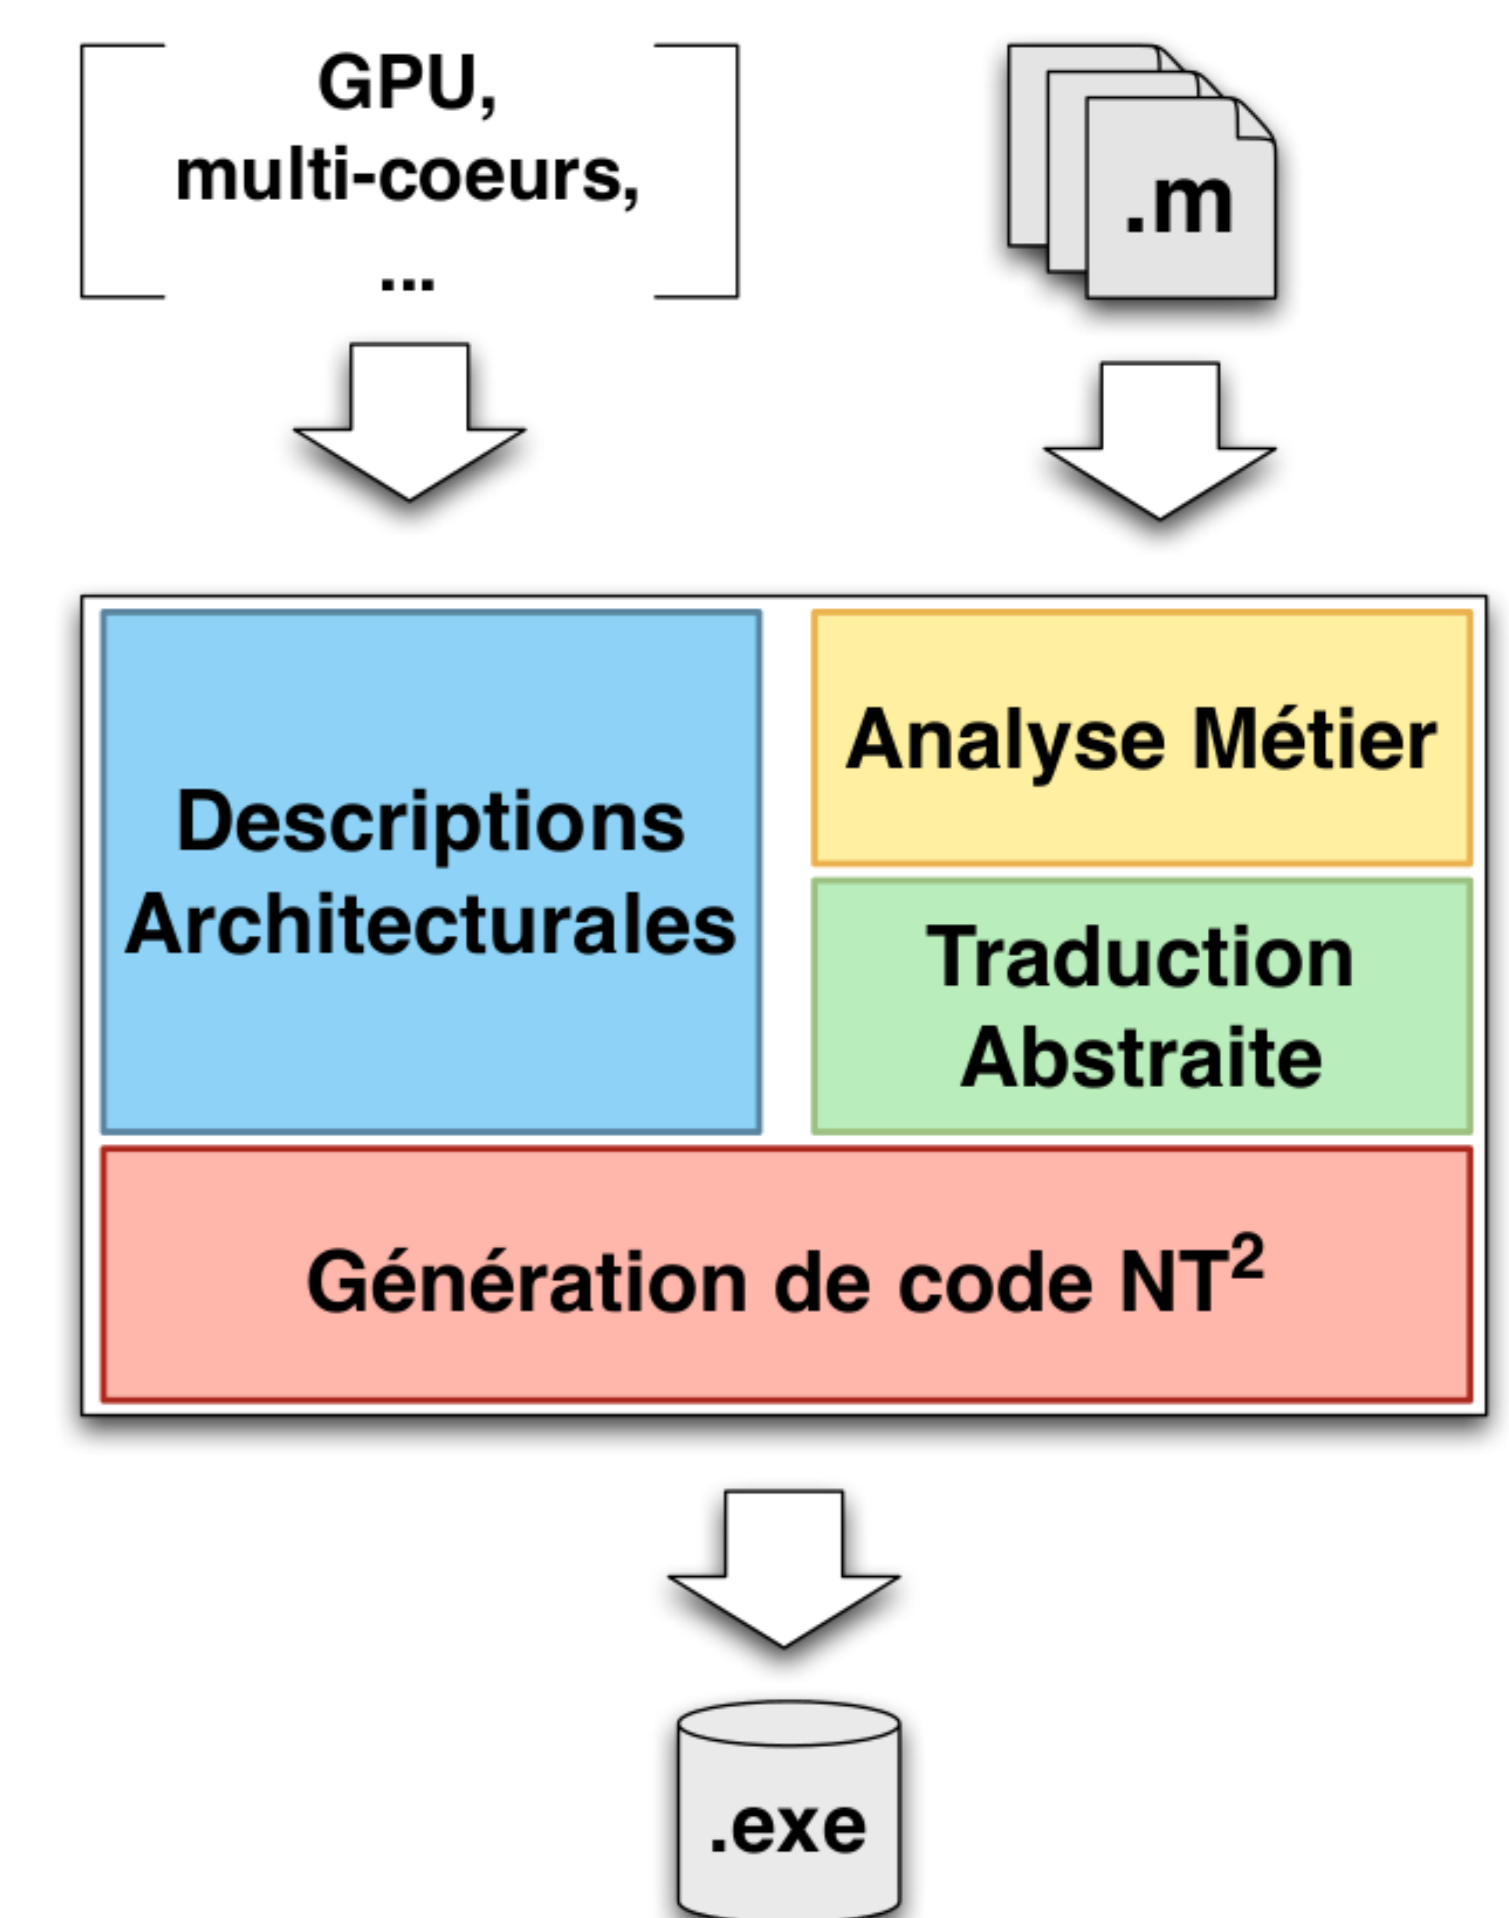 GPU,
multi-coeurs,
...
.m
Descriptions
Architecturales
Analyse Métier
Traduction
Abstraite
Génération de code NT²
.exe